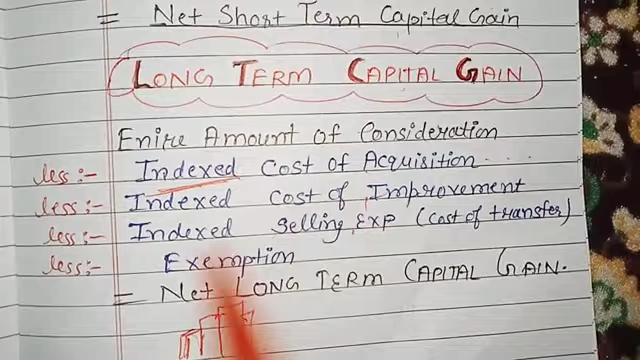 = Net Short Term Capital Gain
LONG TERM CAPITAL GAIN
Enire Amount of Consideration
less:- Indexed Cost of Acquisition ....
less:- Indexed Cost of Improvement
less:- Indexed Selling Exp (Cost of transfer)
less:- Exemption
= Net LONG TERM CAPITAL GAIN.